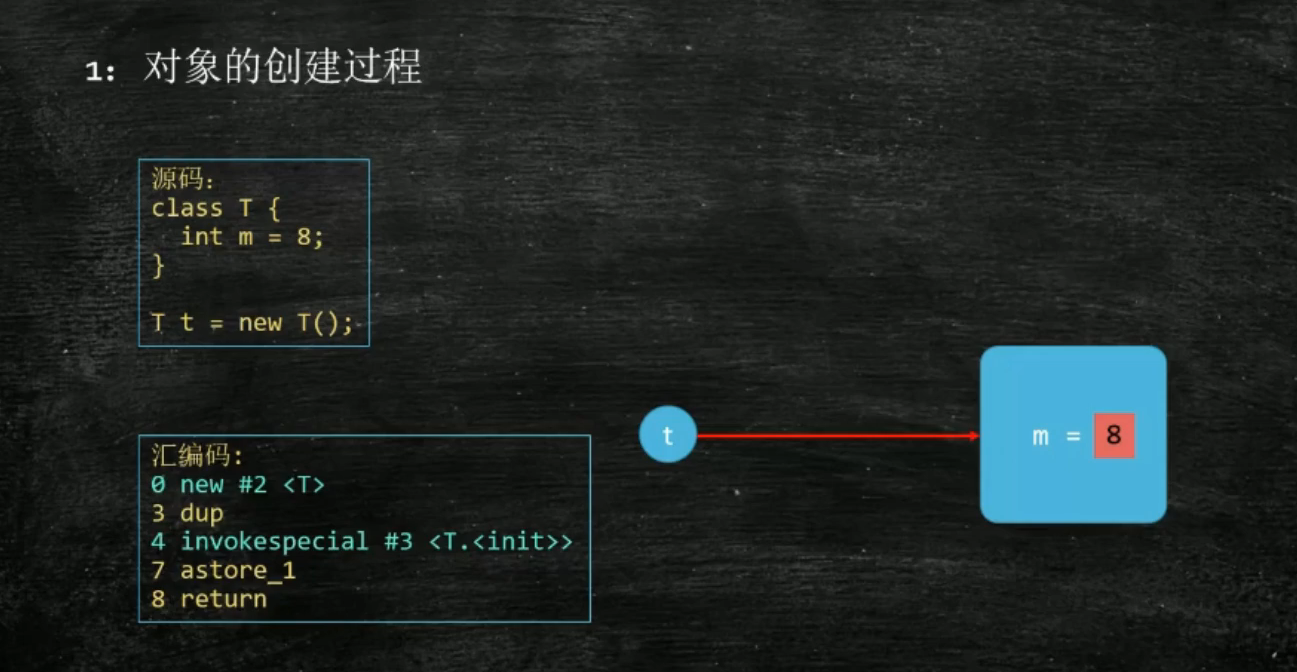 1: 对象的创建过程
源码:
class T {
  int m = 8;
}
T t = new T();
汇编码:
0 new #2 <T>
3 dup
4 invokespecial #3 <T.<init>>
7 astore_1
8 return
t
m = 8